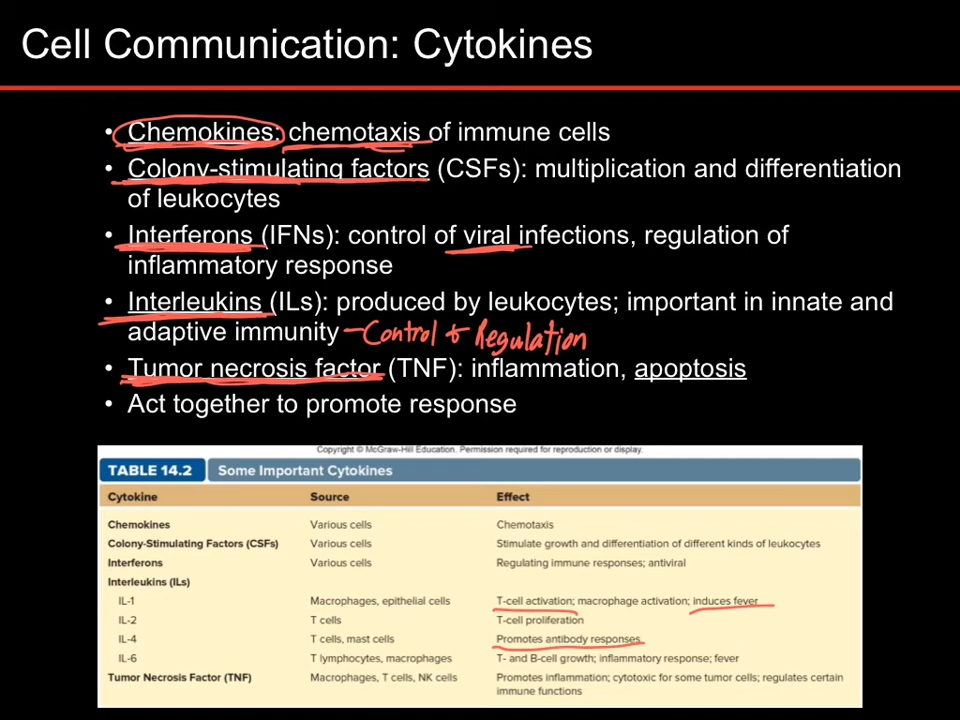 Cell Communication: Cytokines
• Chemokines: chemotaxis of immune cells
• Colony-stimulating factors (CSFs): multiplication and differentiation
of leukocytes
• Interferons (IFNs): control of viral infections, regulation of
inflammatory response
• Interleukins (ILs): produced by leukocytes; important in innate and
adaptive immunity – Control & Regulation
• Tumor necrosis factor (TNF): inflammation, apoptosis
• Act together to promote response
Copyright © McGraw-Hill Education. Permission required for reproduction or display.
TABLE 14.2 Some Important Cytokines
Cytokine Source Effect
Chemokines Various cells Chemotaxis
Colony-Stimulating Factors (CSFs) Various cells Stimulate growth and differentiation of different kinds of leukocytes
Interferons Various cells Regulating immune responses; antiviral
Interleukins (ILs)
IL-1 Macrophages, epithelial cells T-cell activation; macrophage activation; induces fever
IL-2 T cells T-cell proliferation
IL-4 T cells, mast cells Promotes antibody responses
IL-6 T lymphocytes, macrophages T- and B-cell growth; inflammatory response; fever
Tumor Necrosis Factor (TNF) Macrophages, T cells, NK cells Promotes inflammation; cytotoxic for some tumor cells; regulates certain
immune functions